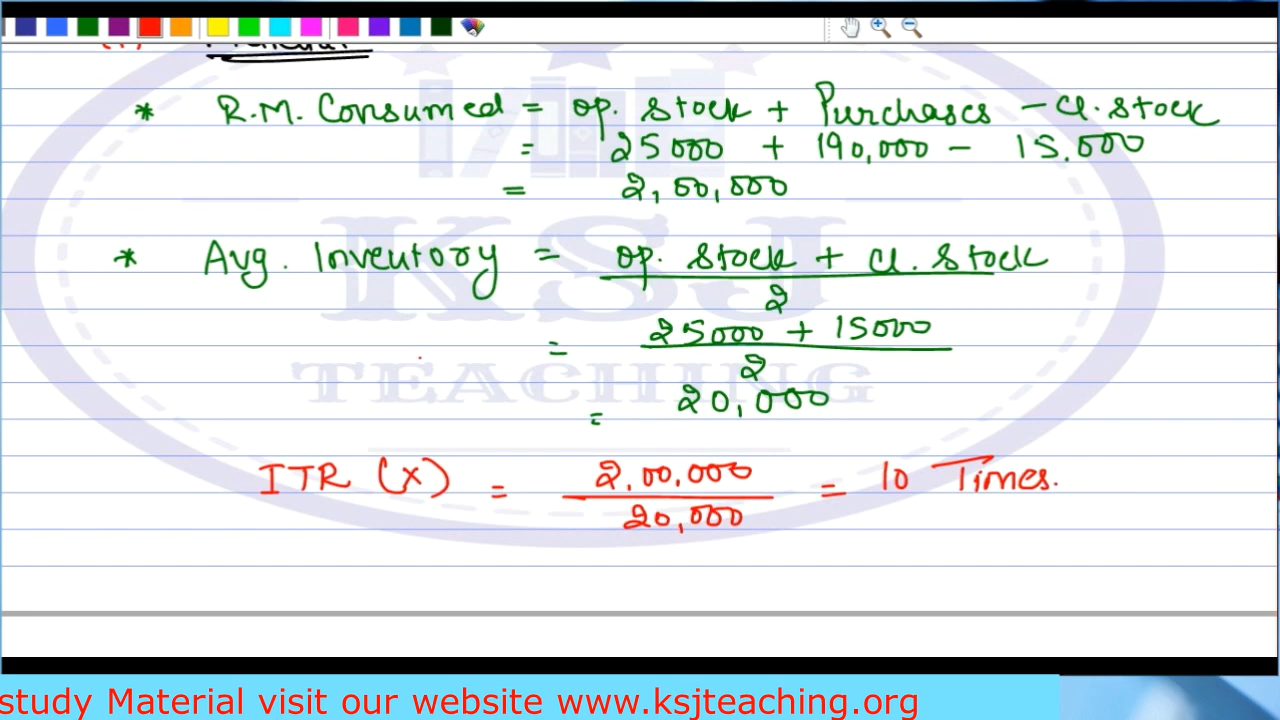 * R.M. Consumed = op. stock + Purchases - Cl. stock
= 25000 + 190,000 - 15,000
= 2,00,000
* Avg. Inventory = op. stock + cl. stock
2
= 25000 + 15000
2
= 20,000
ITR (X) = 2,00,000 = 10 Times.
20,000
KSJ
TEACHING
study Material visit our website www.ksjteaching.org